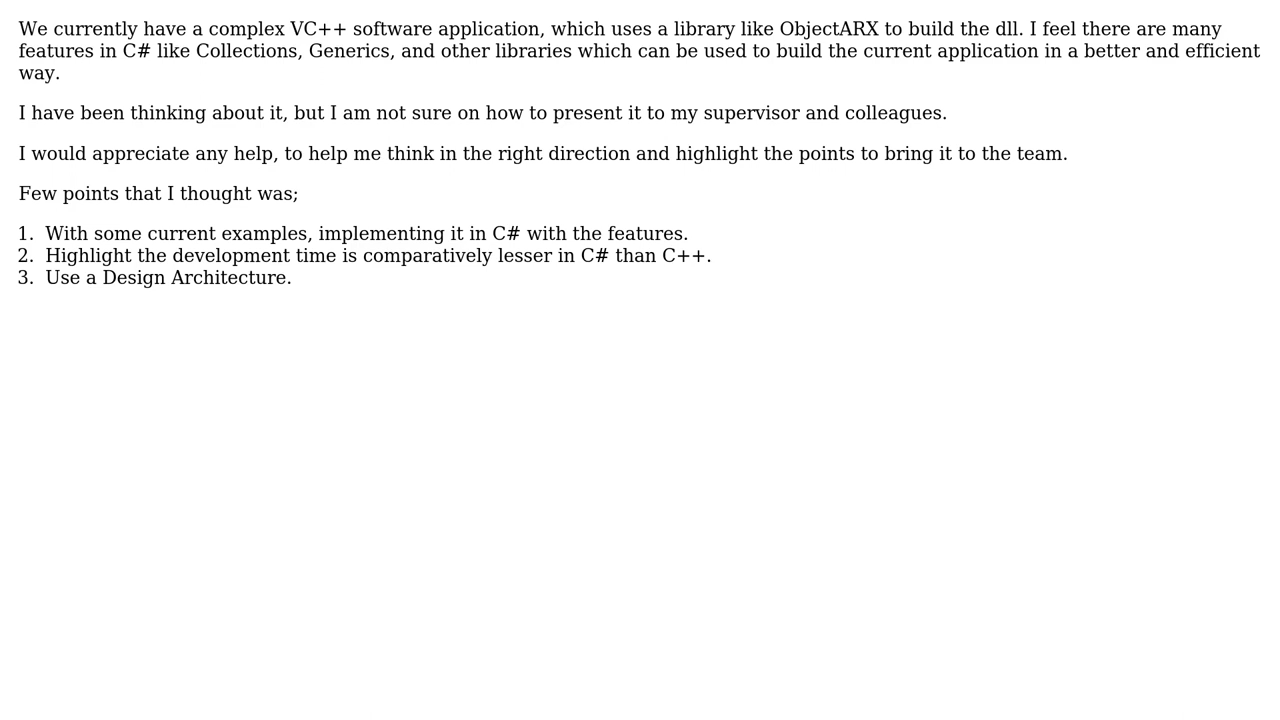 We currently have a complex VC++ software application, which uses a library like ObjectARX to build the dll. I feel there are many
features in C# like Collections, Generics, and other libraries which can be used to build the current application in a better and efficient
way.
I have been thinking about it, but I am not sure on how to present it to my supervisor and colleagues.
I would appreciate any help, to help me think in the right direction and highlight the points to bring it to the team.
Few points that I thought was;
1. With some current examples, implementing it in C# with the features.
2. Highlight the development time is comparatively lesser in C# than C++.
3. Use a Design Architecture.